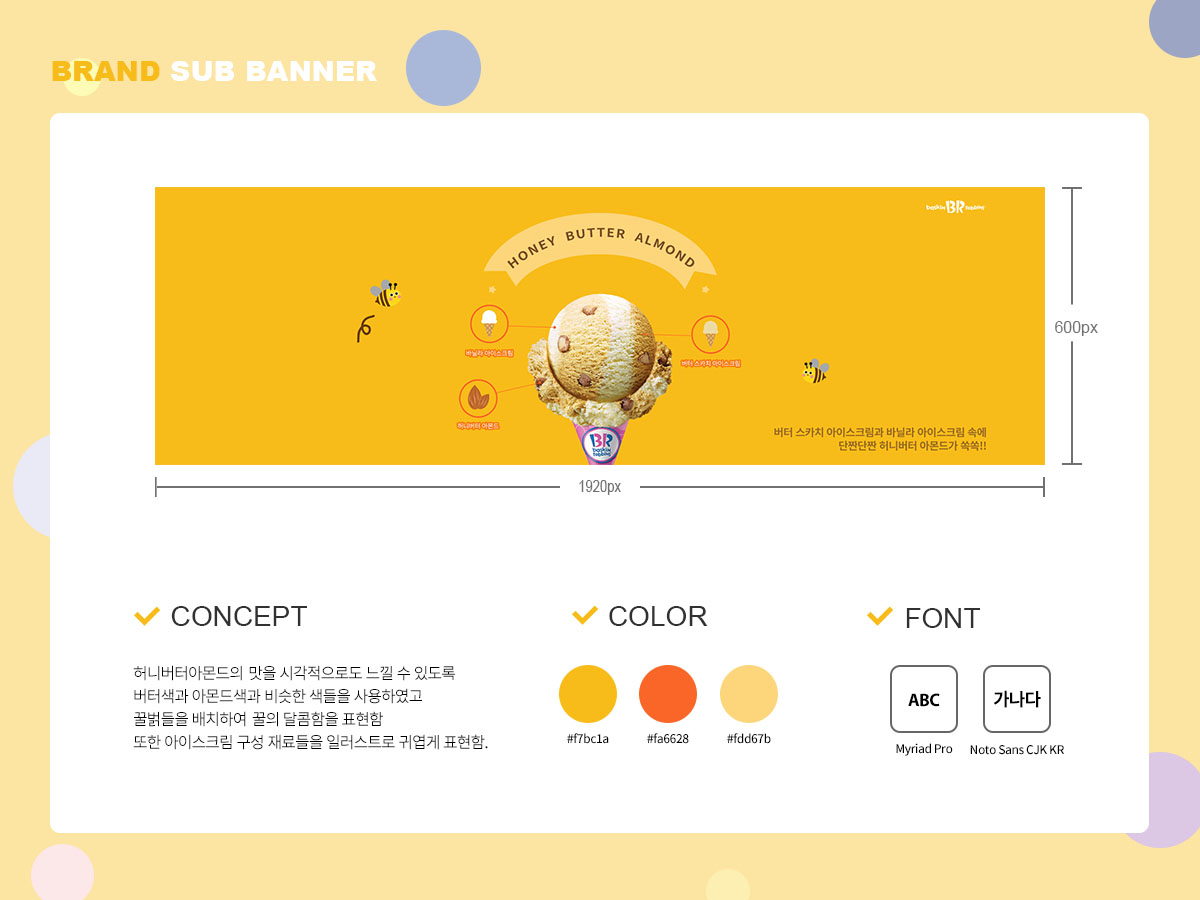 BRAND SUB BANNER
baskin BR robbins
HONEY BUTTER ALMOND
바닐라 아이스크림
버터 스카치 아이스크림
허니버터 아몬드
BR
baskin
robbins
버터 스카치 아이스크림과 바닐라 아이스크림 속에
단짠단짠 허니버터 아몬드가 쏙쏙!!
600px
1920px
CONCEPT
허니버터아몬드의 맛을 시각적으로도 느낄 수 있도록
버터색과 아몬드색과 비슷한 색들을 사용하였고
꿀벌들을 배치하여 꿀의 달콤함을 표현함
또한 아이스크림 구성 재료들을 일러스트로 귀엽게 표현함.
COLOR
#f7bc1a
#fa6628
#fdd67b
FONT
ABC
가나다
Myriad Pro
Noto Sans CJK KR